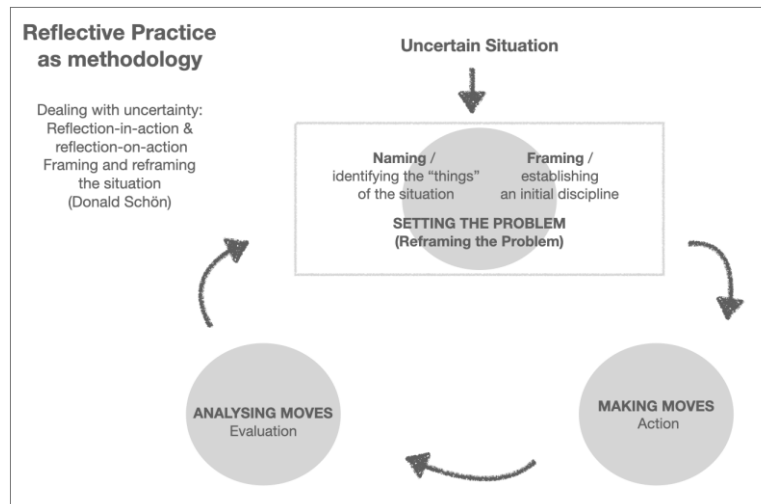 Reflective Practice
as methodology
Dealing with uncertainty:
Reflection-in-action &
reflection-on-action
Framing and reframing
the situation
(Donald Schön)
Uncertain Situation
Naming /
identifying the “things”
of the situation
Framing /
establishing
an initial discipline
SETTING THE PROBLEM
(Reframing the Problem)
MAKING MOVES
Action
ANALYSING MOVES
Evaluation